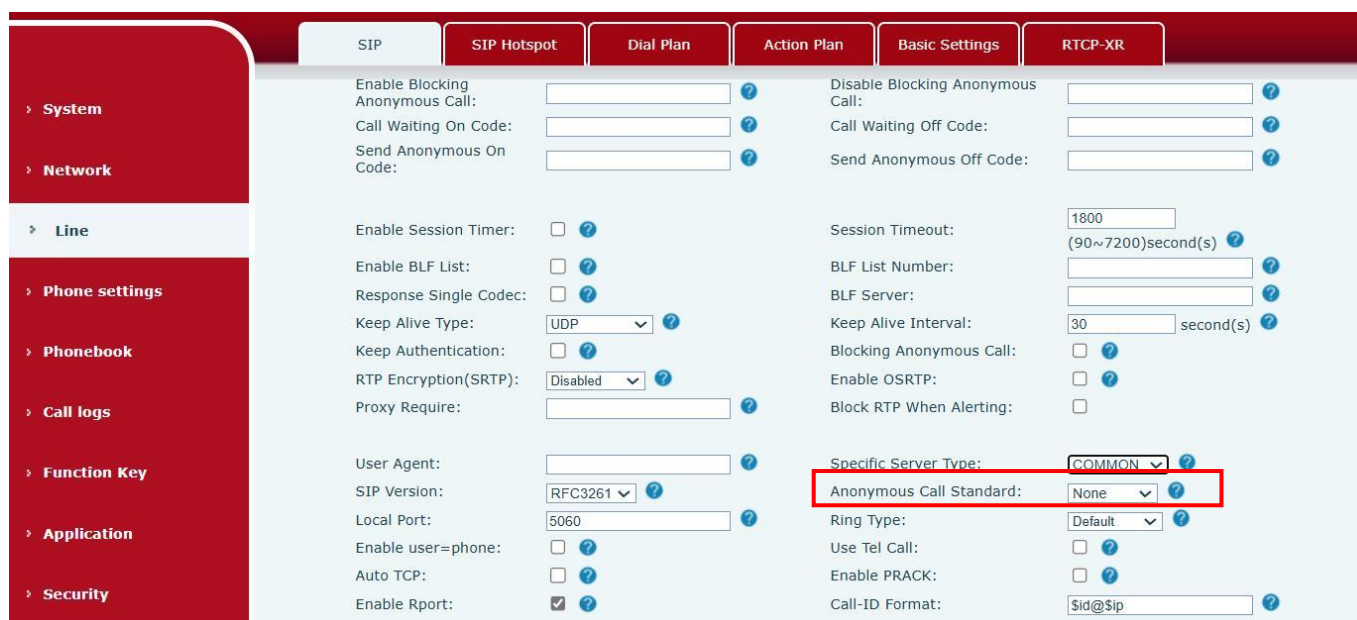 SIP
SIP Hotspot
Dial Plan
Action Plan
Basic Settings
RTCP-XR
System
Network
Line
Phone settings
Phonebook
Call logs
Function Key
Application
Security
Enable Blocking
Anonymous Call:
Disable Blocking Anonymous
Call:
Call Waiting On Code:
Call Waiting Off Code:
Send Anonymous On
Code:
Send Anonymous Off Code:
Enable Session Timer:
Session Timeout:
1800
(90~7200)second(s)
Enable BLF List:
BLF List Number:
Response Single Codec:
BLF Server:
Keep Alive Type:
UDP
Keep Alive Interval:
30 second(s)
Keep Authentication:
Blocking Anonymous Call:
RTP Encryption(SRTP):
Disabled
Enable OSRTP:
Proxy Require:
Block RTP When Alerting:
User Agent:
Specific Server Type:
COMMON
SIP Version:
RFC3261
Anonymous Call Standard:
None
Local Port:
5060
Ring Type:
Default
Enable user=phone:
Use Tel Call:
Auto TCP:
Enable PRACK:
Enable Rport:
Call-ID Format:
$id@$ip